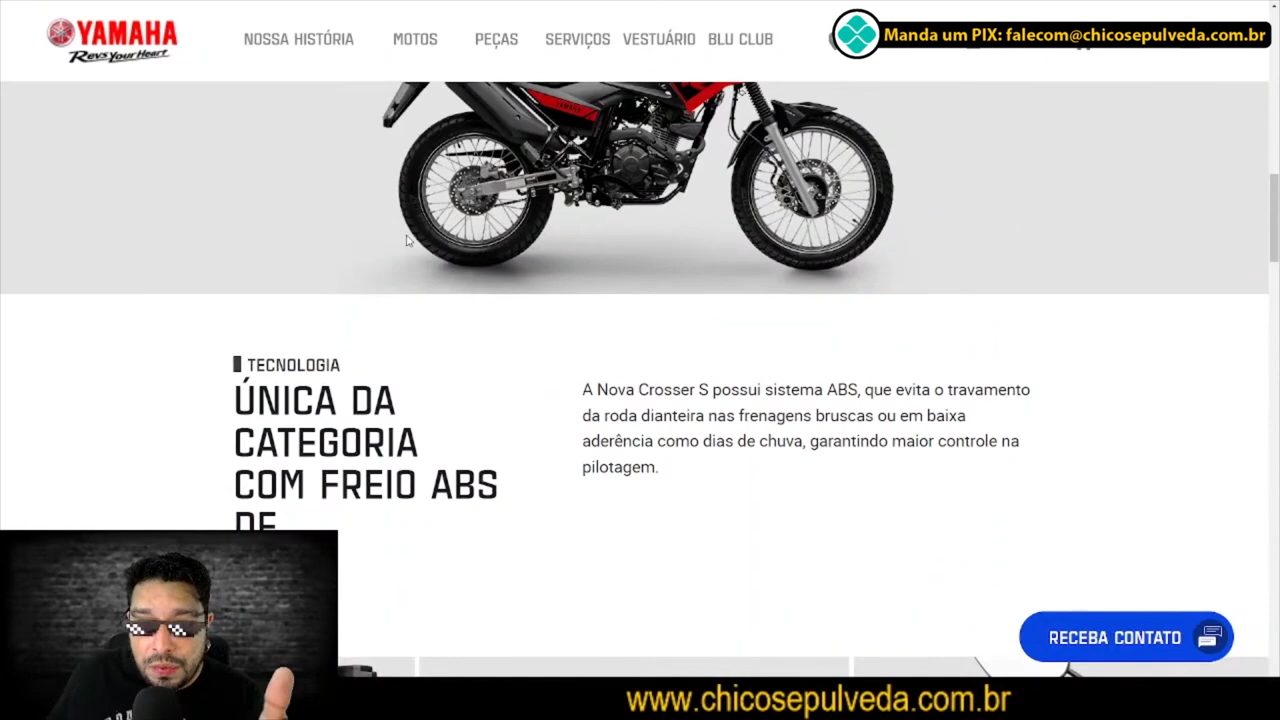 YAMAHA
Revs Your Heart
NOSSA HISTÓRIA
MOTOS
PEÇAS
SERVIÇOS
VESTUÁRIO
BLU CLUB
Manda um PIX: falecom@chicosepulveda.com.br
YAMAHA
TECNOLOGIA
ÚNICA DA
CATEGORIA
COM FREIO ABS
DE
A Nova Crosser S possui sistema ABS, que evita o travamento
da roda dianteira nas frenagens bruscas ou em baixa
aderência como dias de chuva, garantindo maior controle na
pilotagem.
RECEBA CONTATO
www.chicosepulveda.com.br